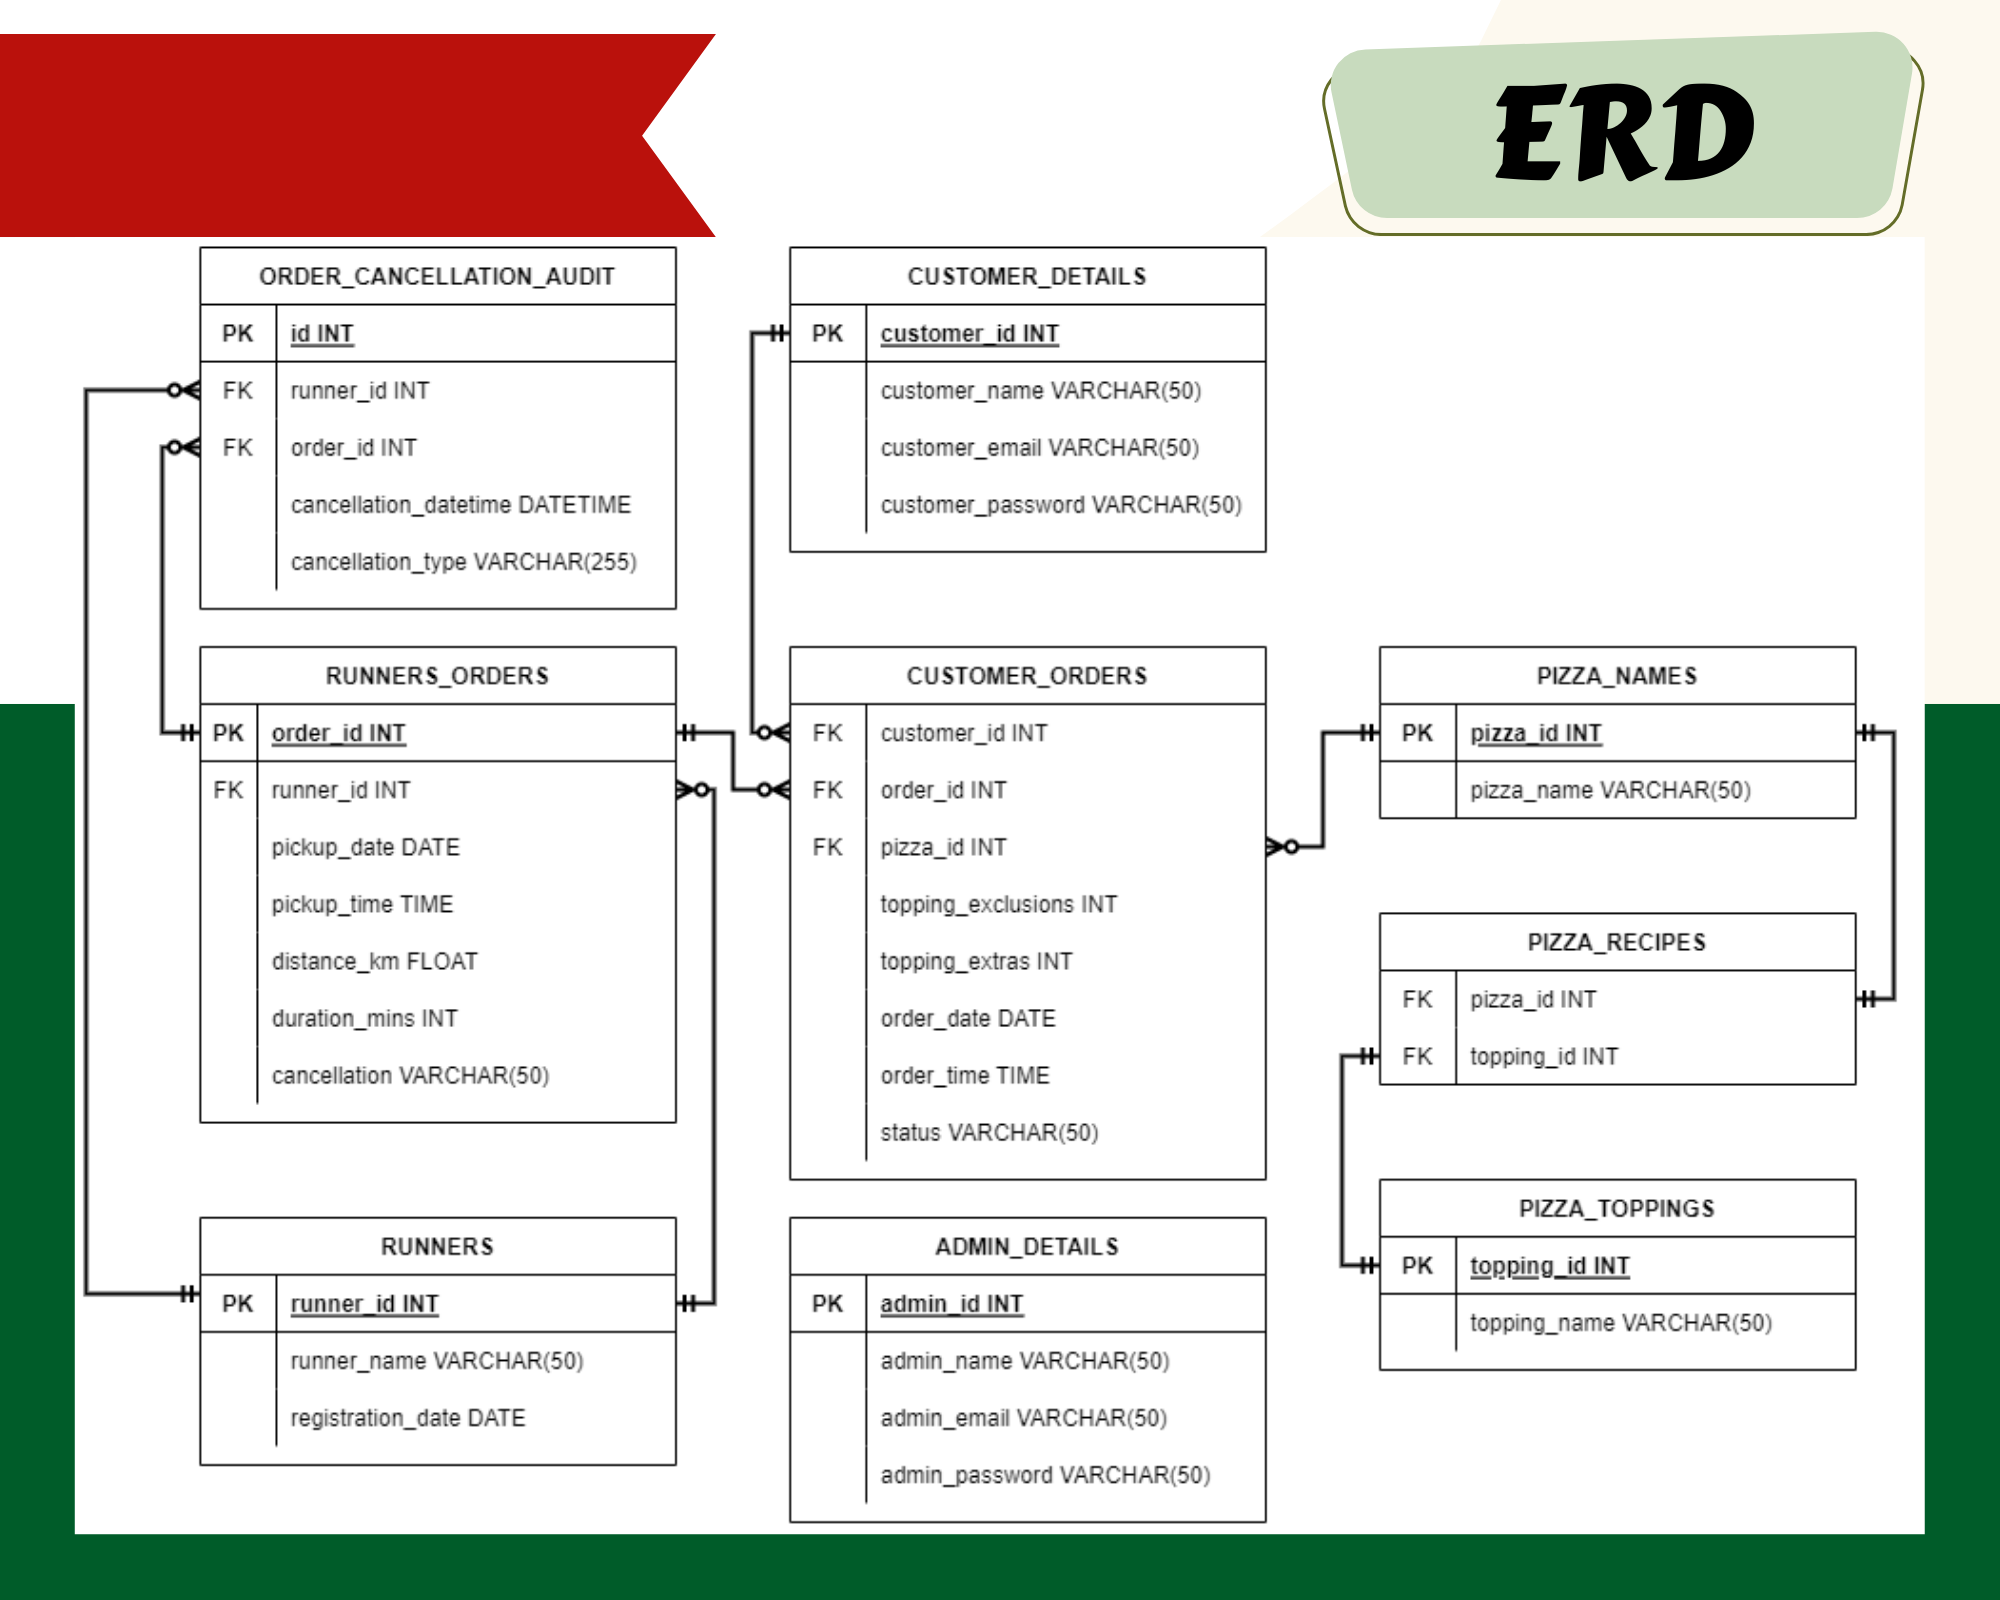 ERD
ORDER_CANCELLATION_AUDIT
PK id INT
FK runner_id INT
FK order_id INT
cancellation_datetime DATETIME
cancellation_type VARCHAR(255)
CUSTOMER_DETAILS
PK customer_id INT
customer_name VARCHAR(50)
customer_email VARCHAR(50)
customer_password VARCHAR(50)
RUNNERS_ORDERS
PK order_id INT
FK runner_id INT
pickup_date DATE
pickup_time TIME
distance_km FLOAT
duration_mins INT
cancellation VARCHAR(50)
CUSTOMER_ORDERS
FK customer_id INT
FK order_id INT
FK pizza_id INT
topping_exclusions INT
topping_extras INT
order_date DATE
order_time TIME
status VARCHAR(50)
PIZZA_NAMES
PK pizza_id INT
pizza_name VARCHAR(50)
PIZZA_RECIPES
FK pizza_id INT
FK topping_id INT
PIZZA_TOPPINGS
PK topping_id INT
topping_name VARCHAR(50)
RUNNERS
PK runner_id INT
runner_name VARCHAR(50)
registration_date DATE
ADMIN_DETAILS
PK admin_id INT
admin_name VARCHAR(50)
admin_email VARCHAR(50)
admin_password VARCHAR(50)